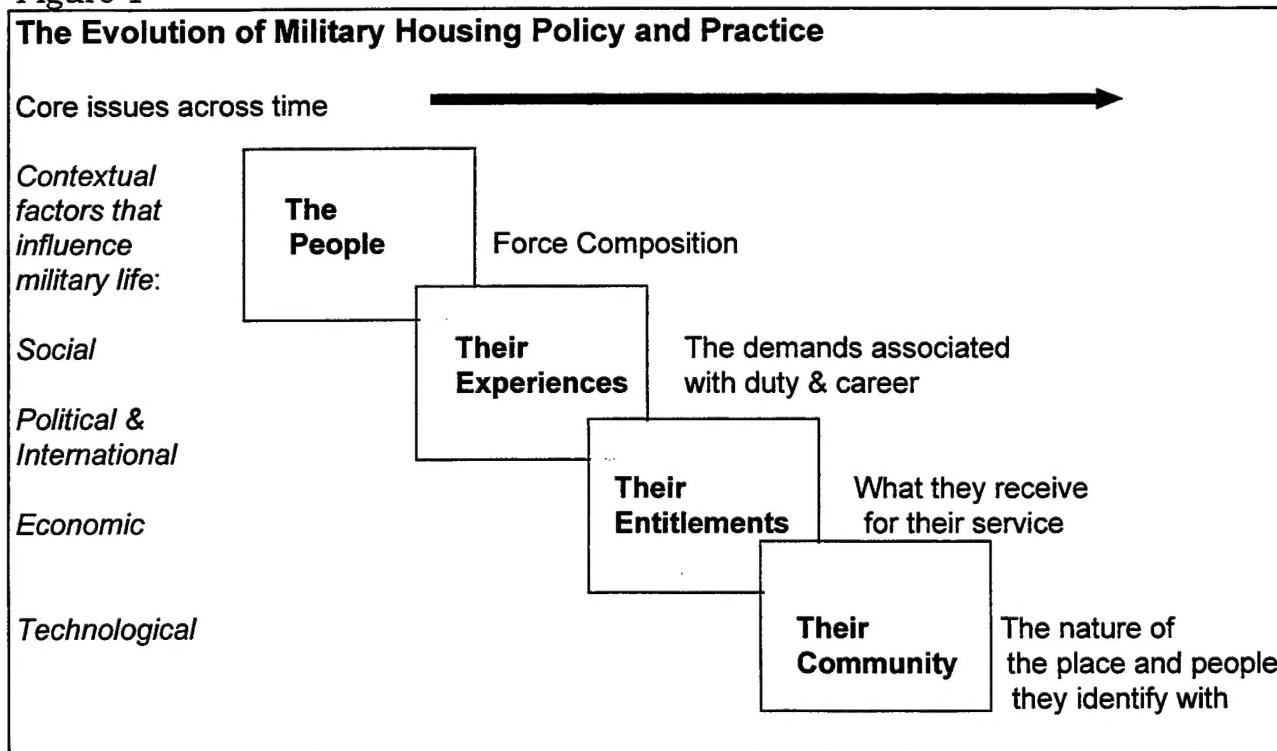 Figure 1
The Evolution of Military Housing Policy and Practice
Core issues across time
Contextual
factors that
influence
military life:
The
People
Force Composition
Social
Their
Experiences
The demands associated
with duty & career
Political &
International
Their
Entitlements
What they receive
for their service
Economic
Technological
Their
Community
The nature of
the place and people
they identify with